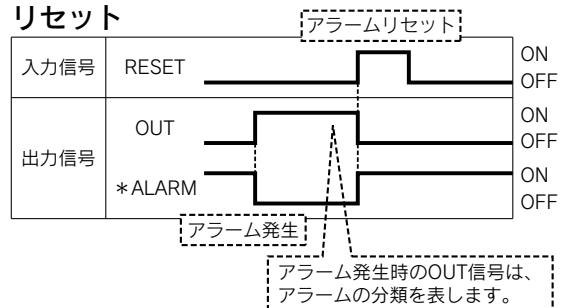 リセット
アラームリセット
入力信号 RESET ON
OFF
出力信号 OUT ON
OFF
＊ALARM ON
OFF
アラーム発生
アラーム発生時のOUT信号は、
アラームの分類を表します。